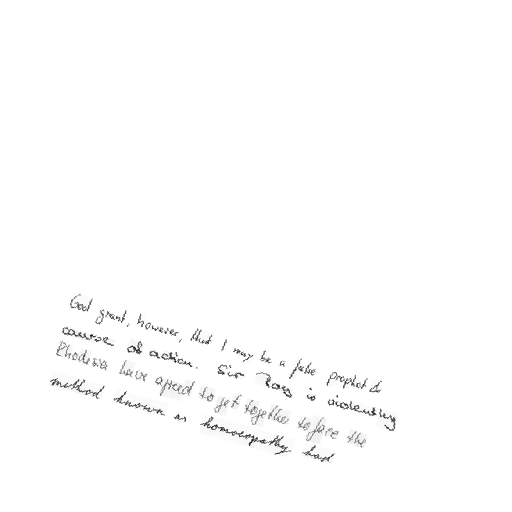 God grant, however, that I may be a false prophet &
course of action. Sir Roy is violently
Rhodesia have agreed to get together to face the
method known as homoeopathy had